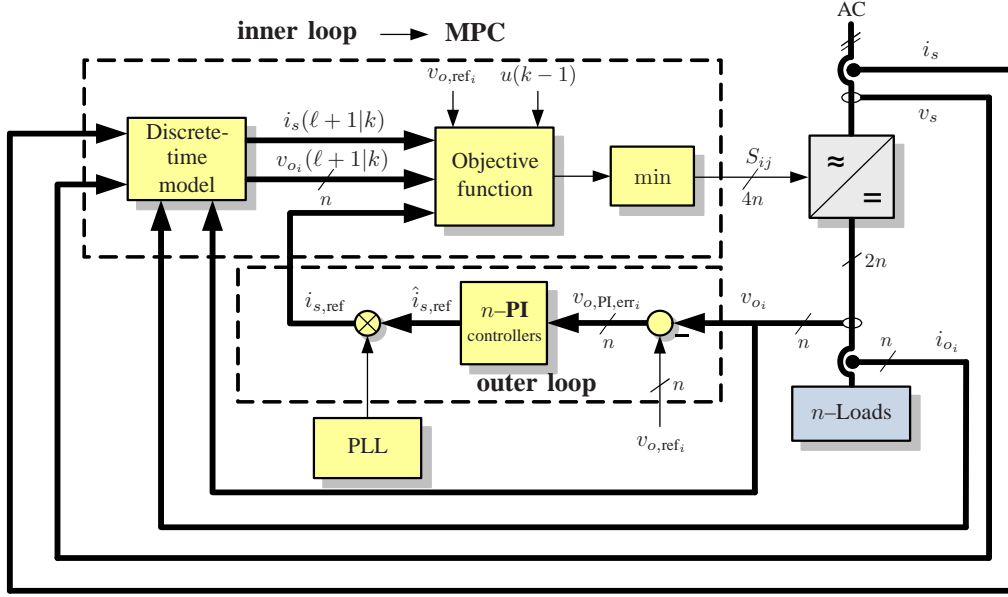 AC
inner loop → MPC
i_s
v_{o,ref_i}
u(k−1)
v_s
Discrete-
time
model
i_s(ℓ+1|k)
v_{o_i}(ℓ+1|k)
n
Objective
function
min
S_{ij}
4n
≈
=
2n
i_{s,ref}
î_{s,ref}
n–PI
controllers
v_{o,PI,err_i}
n
v_{o_i}
n
n
i_{o_i}
outer loop
n
n–Loads
PLL
v_{o,ref_i}